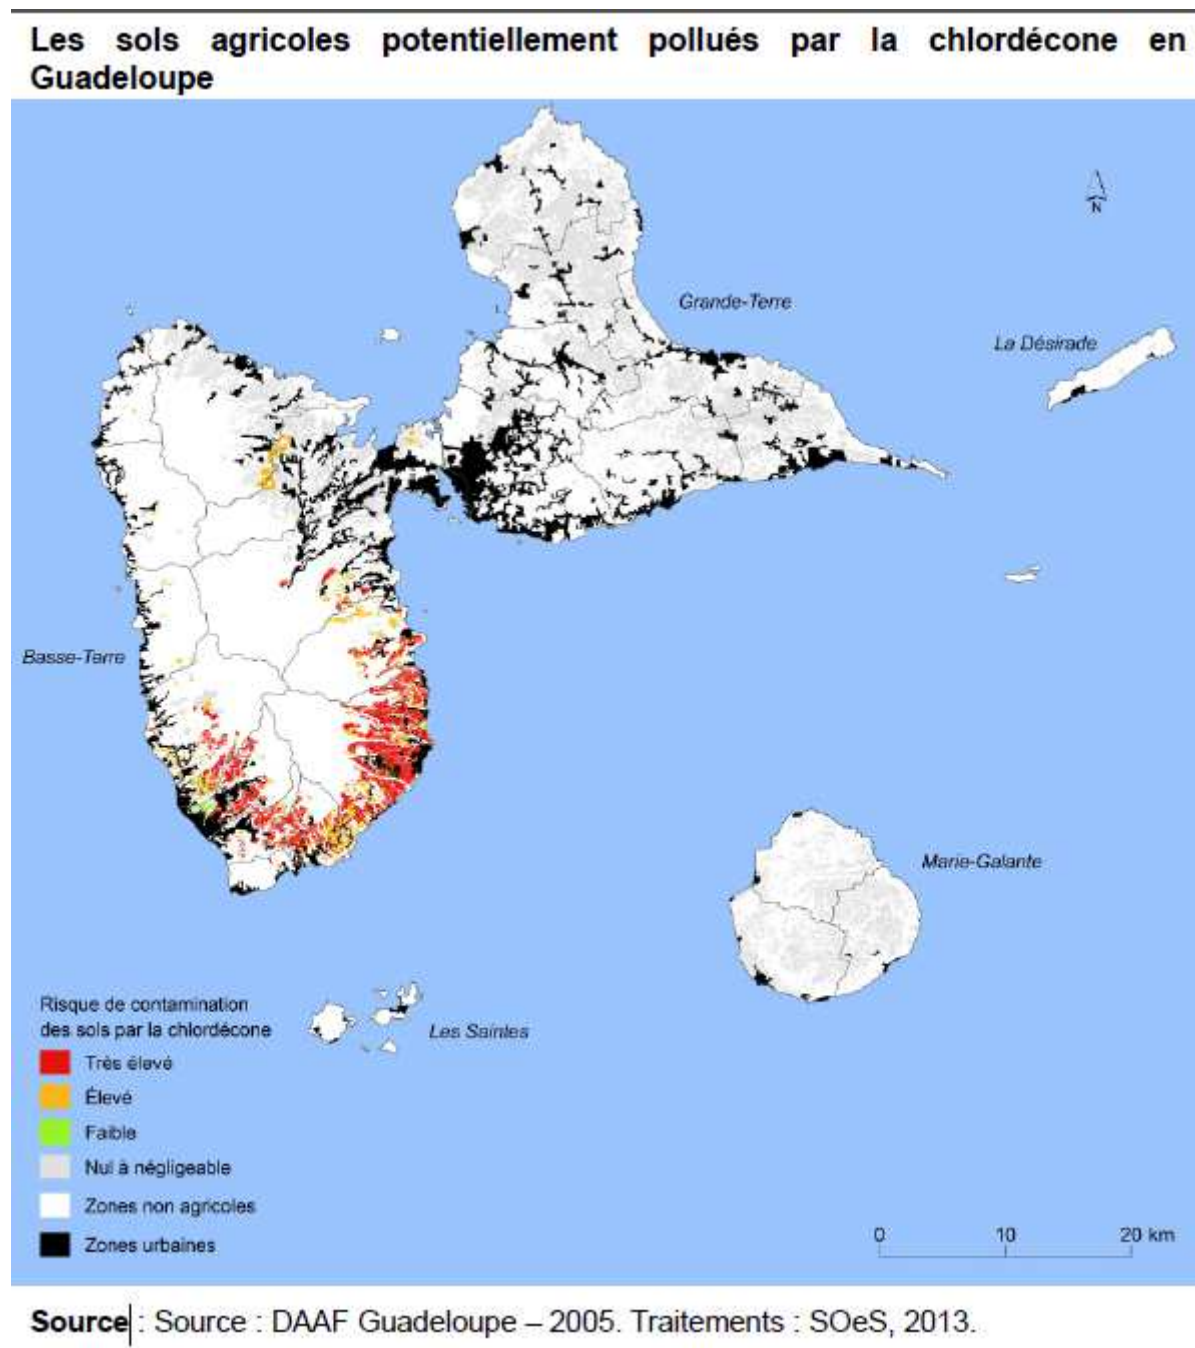 Les sols agricoles potentiellement pollués par la chlordécone en
Guadeloupe
N
Grande-Terre
La Désirade
Basse-Terre
Marie-Galante
Les Saintes
Risque de contamination
des sols par la chlordécone
Très élevé
Élevé
Faible
Nul à négligeable
Zones non agricoles
Zones urbaines
0 10 20 km
Source : Source : DAAF Guadeloupe – 2005. Traitements : SOeS, 2013.